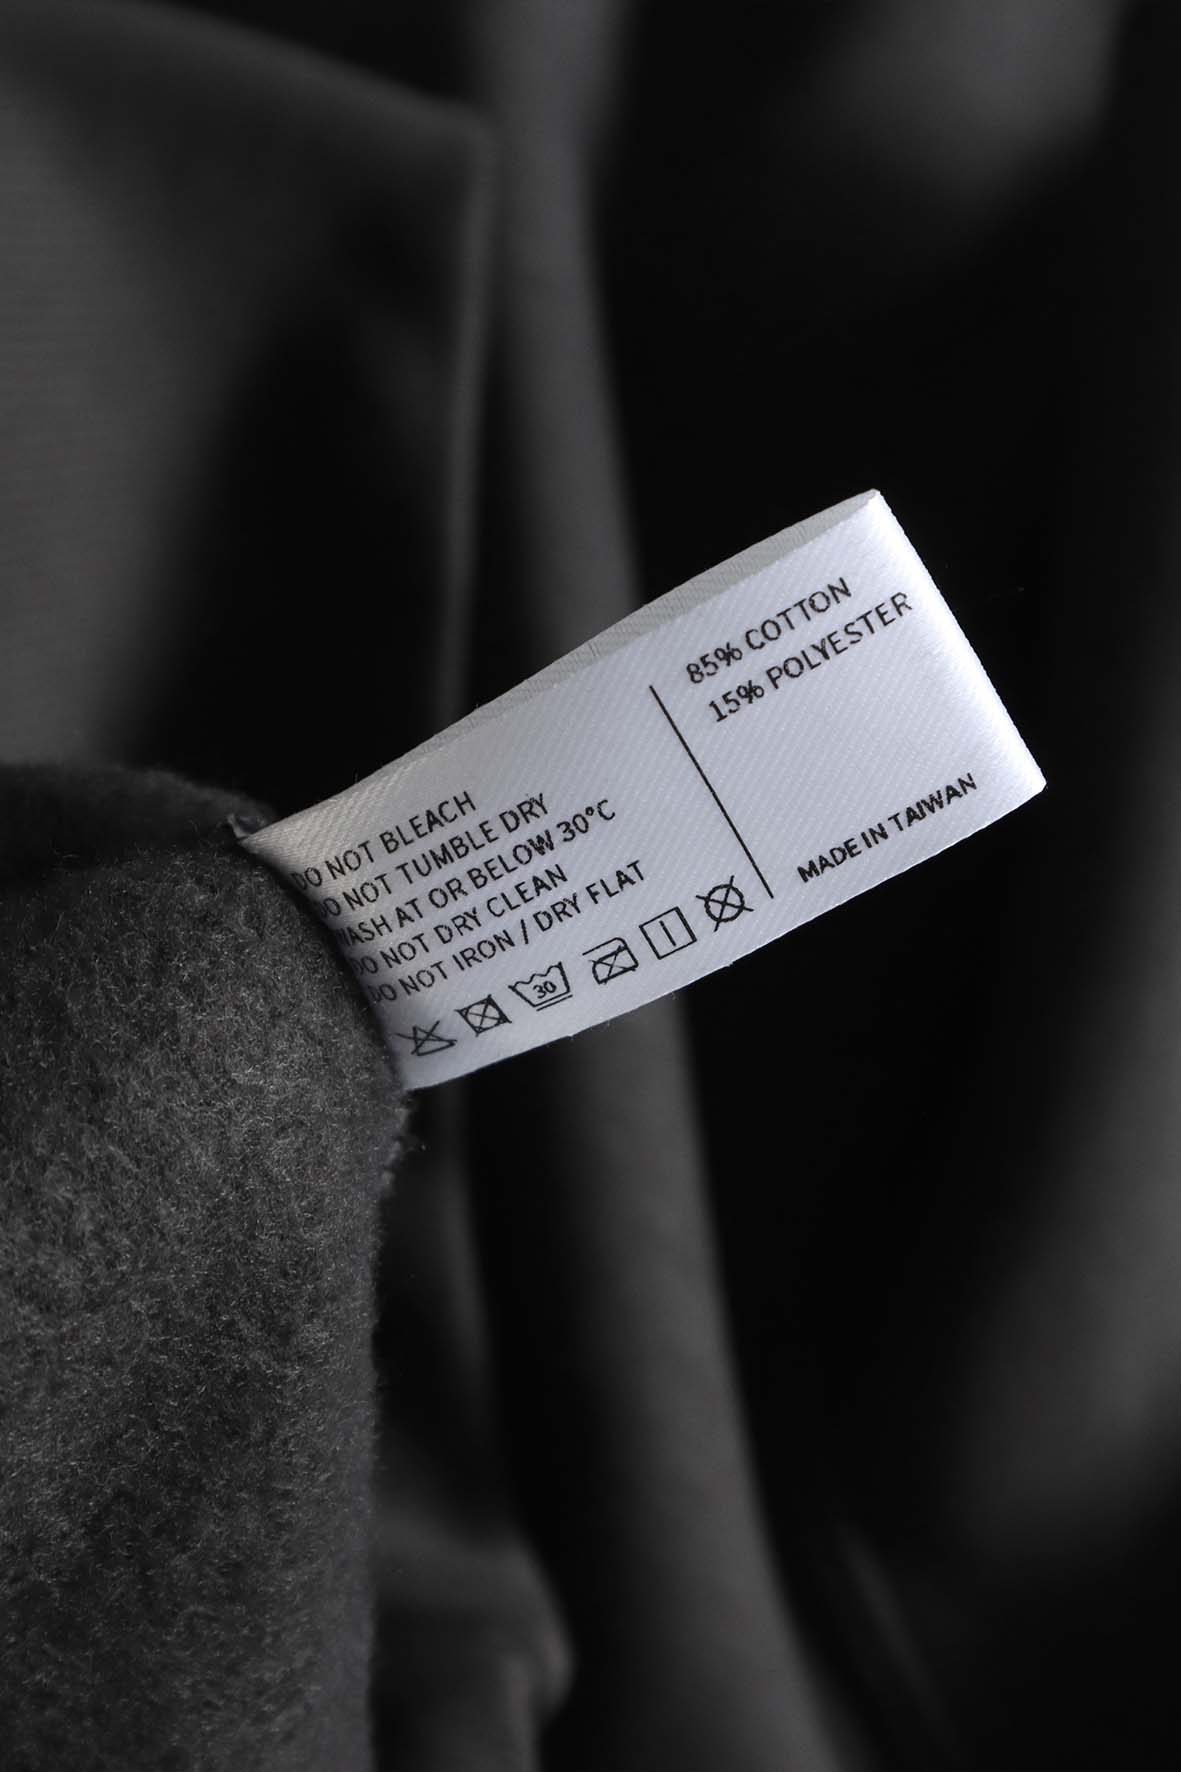 DO NOT BLEACH
DO NOT TUMBLE DRY
WASH AT OR BELOW 30°C
DO NOT DRY CLEAN
DO NOT IRON / DRY FLAT
30
85% COTTON
15% POLYESTER
MADE IN TAIWAN